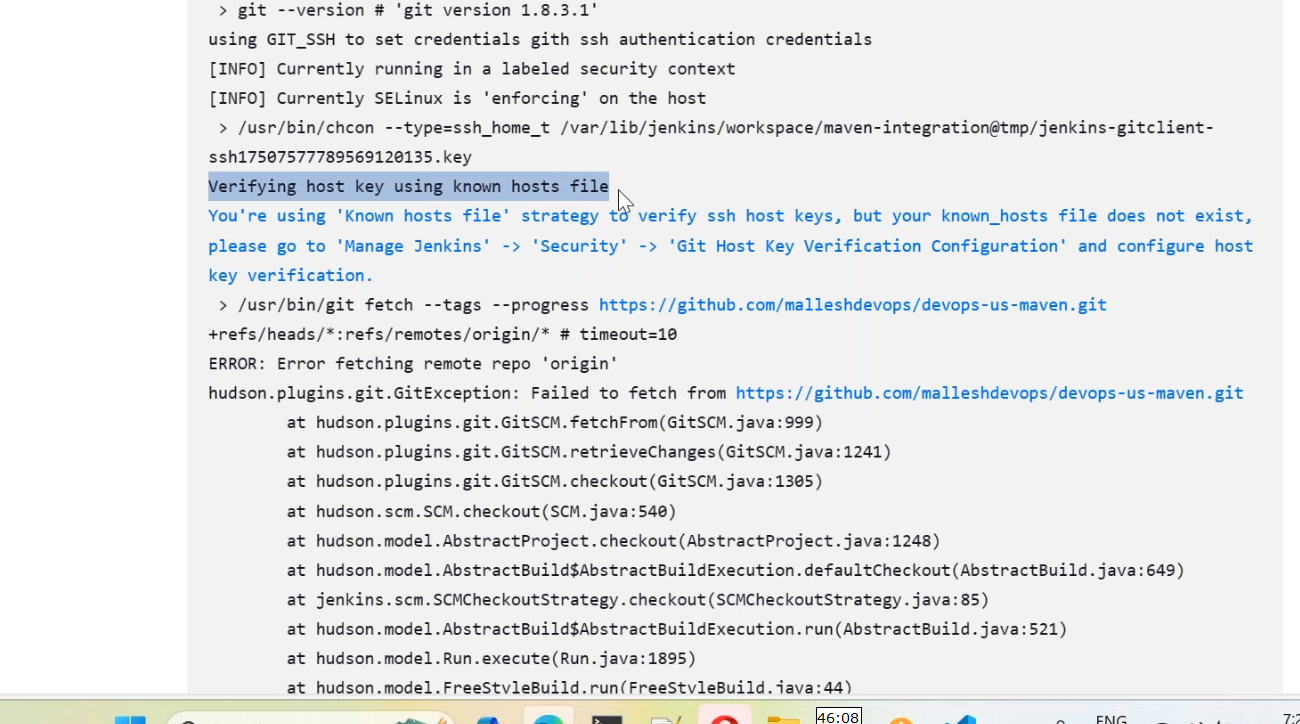 > git --version # 'git version 1.8.3.1'
using GIT_SSH to set credentials gith ssh authentication credentials
[INFO] Currently running in a labeled security context
[INFO] Currently SELinux is 'enforcing' on the host
> /usr/bin/chcon --type=ssh_home_t /var/lib/jenkins/workspace/maven-integration@tmp/jenkins-gitclient-
ssh17507577789569120135.key
Verifying host key using known hosts file
You're using 'Known hosts file' strategy to verify ssh host keys, but your known_hosts file does not exist,
please go to 'Manage Jenkins' -> 'Security' -> 'Git Host Key Verification Configuration' and configure host
key verification.
> /usr/bin/git fetch --tags --progress https://github.com/malleshdevops/devops-us-maven.git
+refs/heads/*:refs/remotes/origin/* # timeout=10
ERROR: Error fetching remote repo 'origin'
hudson.plugins.git.GitException: Failed to fetch from https://github.com/malleshdevops/devops-us-maven.git
at hudson.plugins.git.GitSCM.fetchFrom(GitSCM.java:999)
at hudson.plugins.git.GitSCM.retrieveChanges(GitSCM.java:1241)
at hudson.plugins.git.GitSCM.checkout(GitSCM.java:1305)
at hudson.scm.SCM.checkout(SCM.java:540)
at hudson.model.AbstractProject.checkout(AbstractProject.java:1248)
at hudson.model.AbstractBuild$AbstractBuildExecution.defaultCheckout(AbstractBuild.java:649)
at jenkins.scm.SCMCheckoutStrategy.checkout(SCMCheckoutStrategy.java:85)
at hudson.model.AbstractBuild$AbstractBuildExecution.run(AbstractBuild.java:521)
at hudson.model.Run.execute(Run.java:1895)
at hudson.model.FreeStyleBuild.run(FreeStyleBuild.java:44)
46:08
ENG